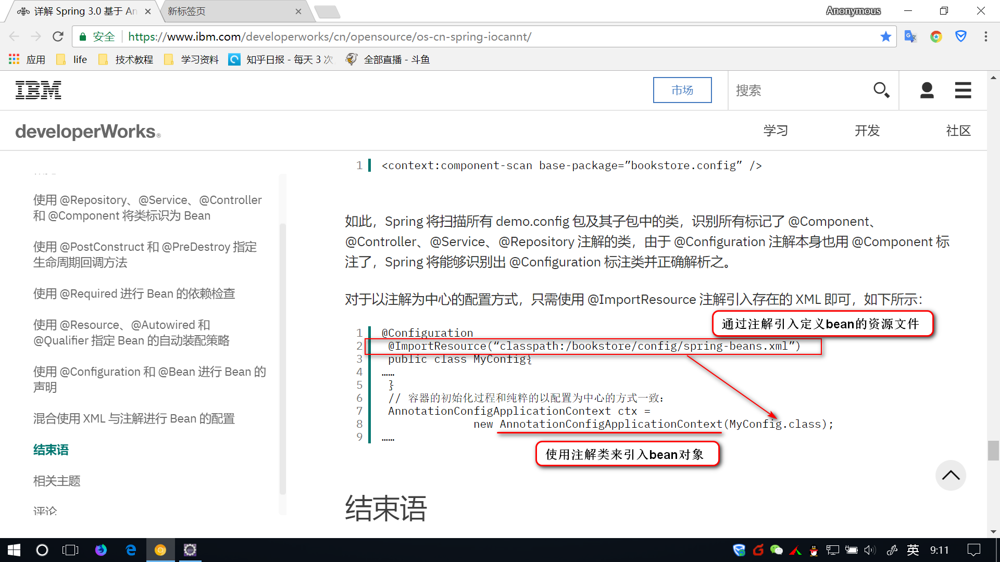 详解 Spring 3.0 基于 An
新标签页
Anonymous
安全
https://www.ibm.com/developerworks/cn/opensource/os-cn-spring-iocannt/
应用
life
技术教程
学习资料
知乎日报 - 每天 3 次
全部直播 - 斗鱼
IBM
市场
搜索
developerWorks®
学习
开发
社区
使用 @Repository、@Service、@Controller
和 @Component 将类标识为 Bean
使用 @PostConstruct 和 @PreDestroy 指定
生命周期回调方法
使用 @Required 进行 Bean 的依赖检查
使用 @Resource、@Autowired 和
@Qualifier 指定 Bean 的自动装配策略
使用 @Configuration 和 @Bean 进行 Bean 的
声明
混合使用 XML 与注解进行 Bean 的配置
结束语
相关主题
评论
1 <context:component-scan base-package=”bookstore.config” />
如此，Spring 将扫描所有 demo.config 包及其子包中的类，识别所有标记了 @Component、
@Controller、@Service、@Repository 注解的类，由于 @Configuration 注解本身也用 @Component 标
注了，Spring 将能够识别出 @Configuration 标注类并正确解析之。
对于以注解为中心的配置方式，只需使用 @ImportResource 注解引入存在的 XML 即可，如下所示：
通过注解引入定义bean的资源文件
1 @Configuration
2 @ImportResource(“classpath:/bookstore/config/spring-beans.xml”)
3 public class MyConfig{
4 ……
5 }
6 // 容器的初始化过程和纯粹的以配置为中心的方式一致：
7 AnnotationConfigApplicationContext ctx =
8 new AnnotationConfigApplicationContext(MyConfig.class);
9 ……
使用注解类来引入bean对象
结束语
英
9:11